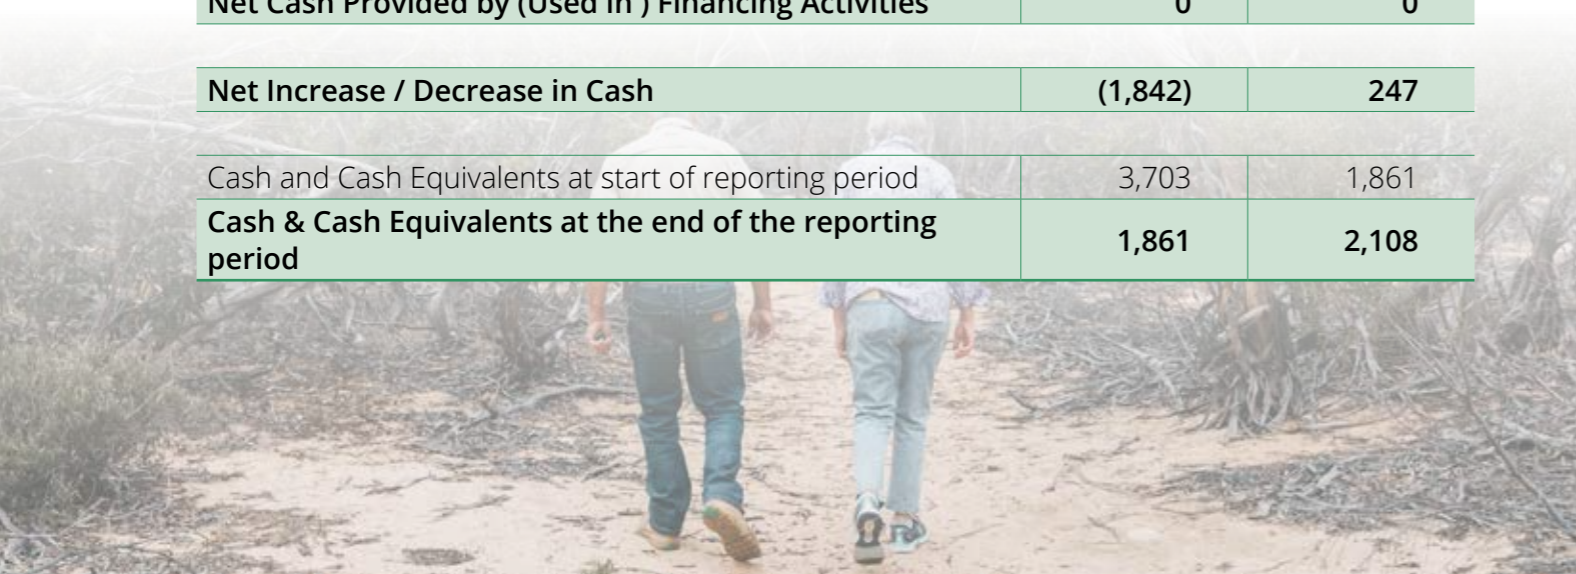 Net Cash Provided by (Used in ) Financing Activities 0 0
Net Increase / Decrease in Cash (1,842) 247
Cash and Cash Equivalents at start of reporting period 3,703 1,861
Cash & Cash Equivalents at the end of the reporting
period 1,861 2,108